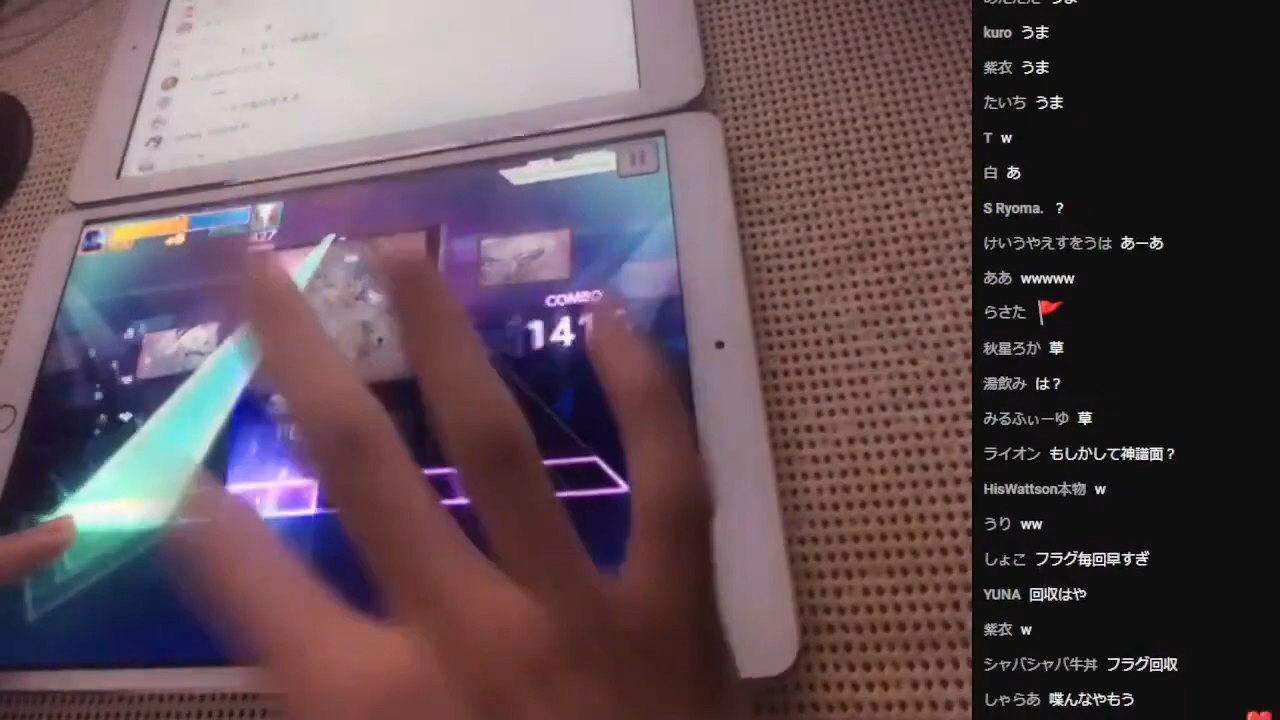 COMBO
141
kuro うま
紫衣 うま
たいち うま
T w
白 あ
S Ryoma. ？
けいうやえすをうは あーあ
ああ wwwww
らさた 🚩
秋星ろか 草
湯飲み は？
みるふぃーゆ 草
ライオン もしかして神譜面？
HisWattson本物 w
うり ww
しょこ フラグ毎回早すぎ
YUNA 回収はや
紫衣 w
シャバシャバ牛丼 フラグ回収
しゃらあ 喋んなやもう